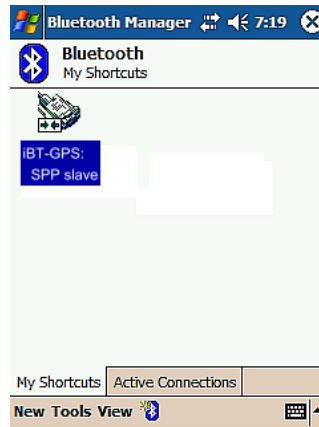 Bluetooth Manager 7:19
Bluetooth
My Shortcuts
iBT-GPS:
SPP slave
My Shortcuts Active Connections
New Tools View